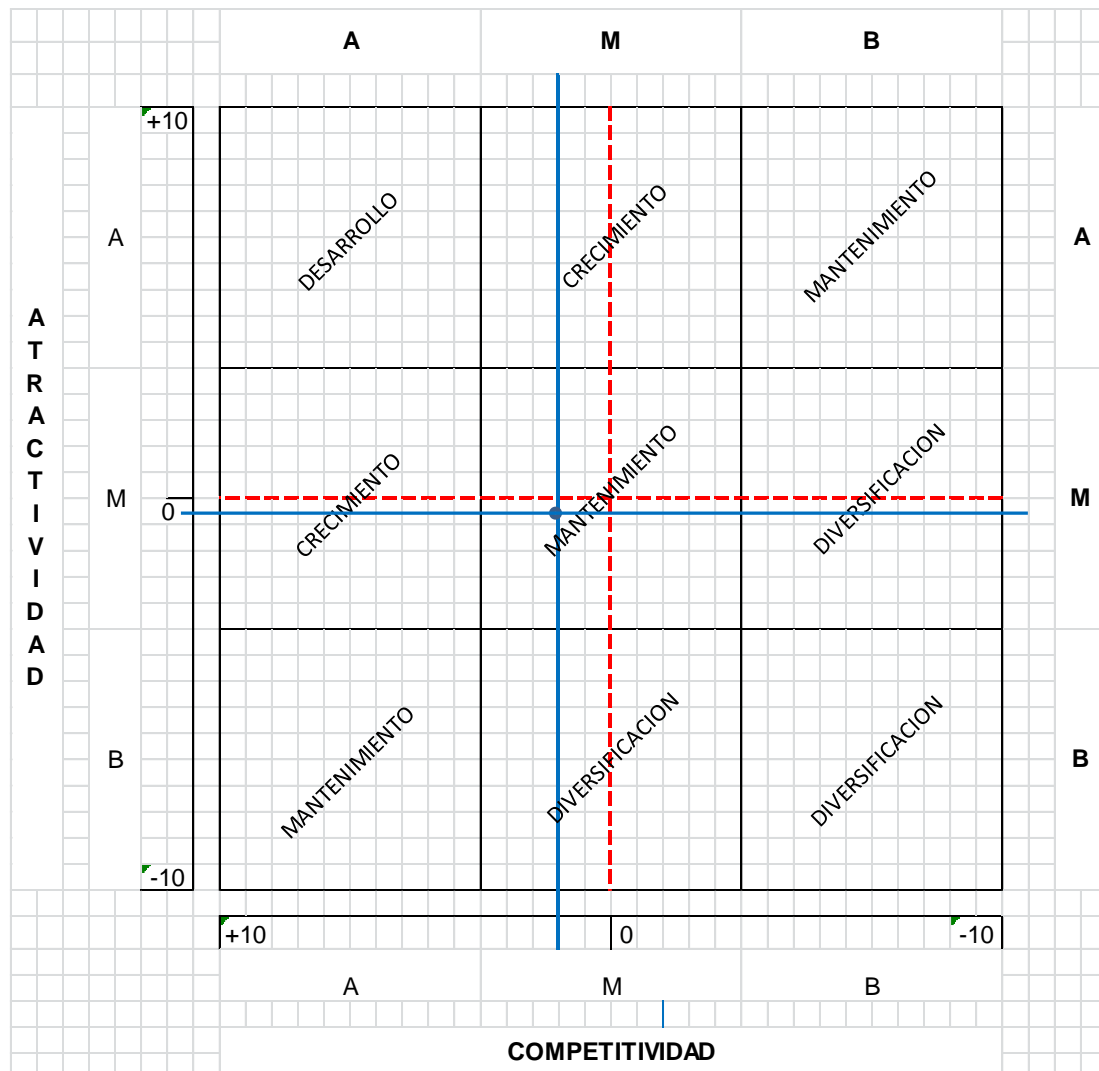 A M B
+10
A
DESARROLLO
CRECIMIENTO
MANTENIMIENTO
A
ATRACTIVIDAD
M
0
CRECIMIENTO
MANTENIMIENTO
DIVERSIFICACION
M
B
MANTENIMIENTO
DIVERSIFICACION
DIVERSIFICACION
B
-10
+10 0 -10
A M B
COMPETITIVIDAD